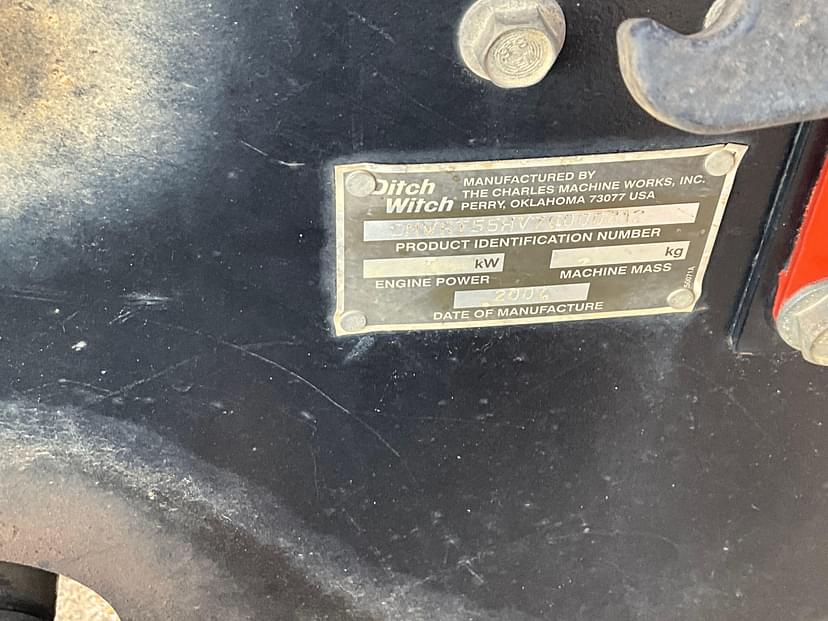 Ditch Witch
MANUFACTURED BY
THE CHARLES MACHINE WORKS, INC.
PERRY, OKLAHOMA 73077 USA
PRODUCT IDENTIFICATION NUMBER
kW
kg
ENGINE POWER
MACHINE MASS
DATE OF MANUFACTURE